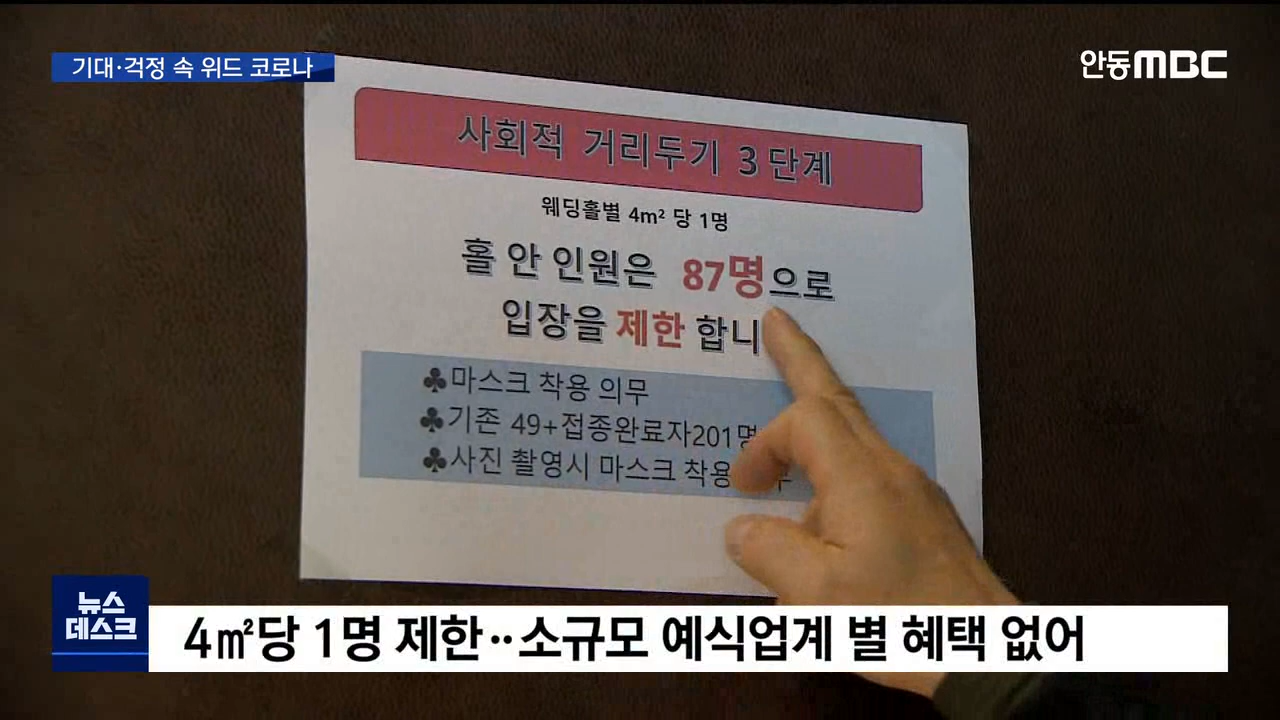 기대·걱정 속 위드 코로나
안동MBC
사회적 거리두기 3단계
웨딩홀별 4m² 당 1명
홀 안 인원은 87명으로
입장을 제한 합니
♣마스크 착용 의무
♣기존 49+접종완료자201명
♣사진 촬영시 마스크 착용
뉴스
데스크
4㎡당 1명 제한··소규모 예식업계 별 혜택 없어